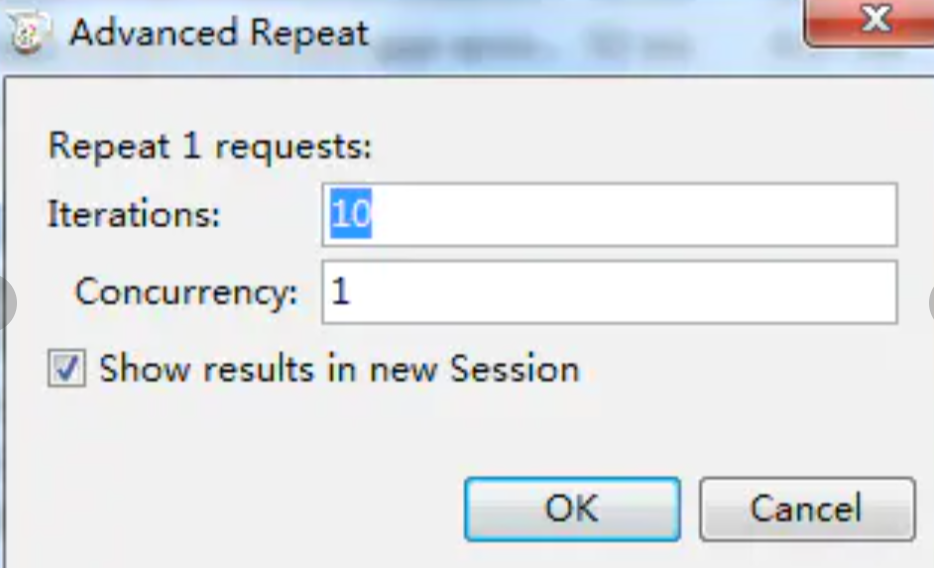 Advanced Repeat
Repeat 1 requests:
Iterations: 10
Concurrency: 1
Show results in new Session
OK Cancel